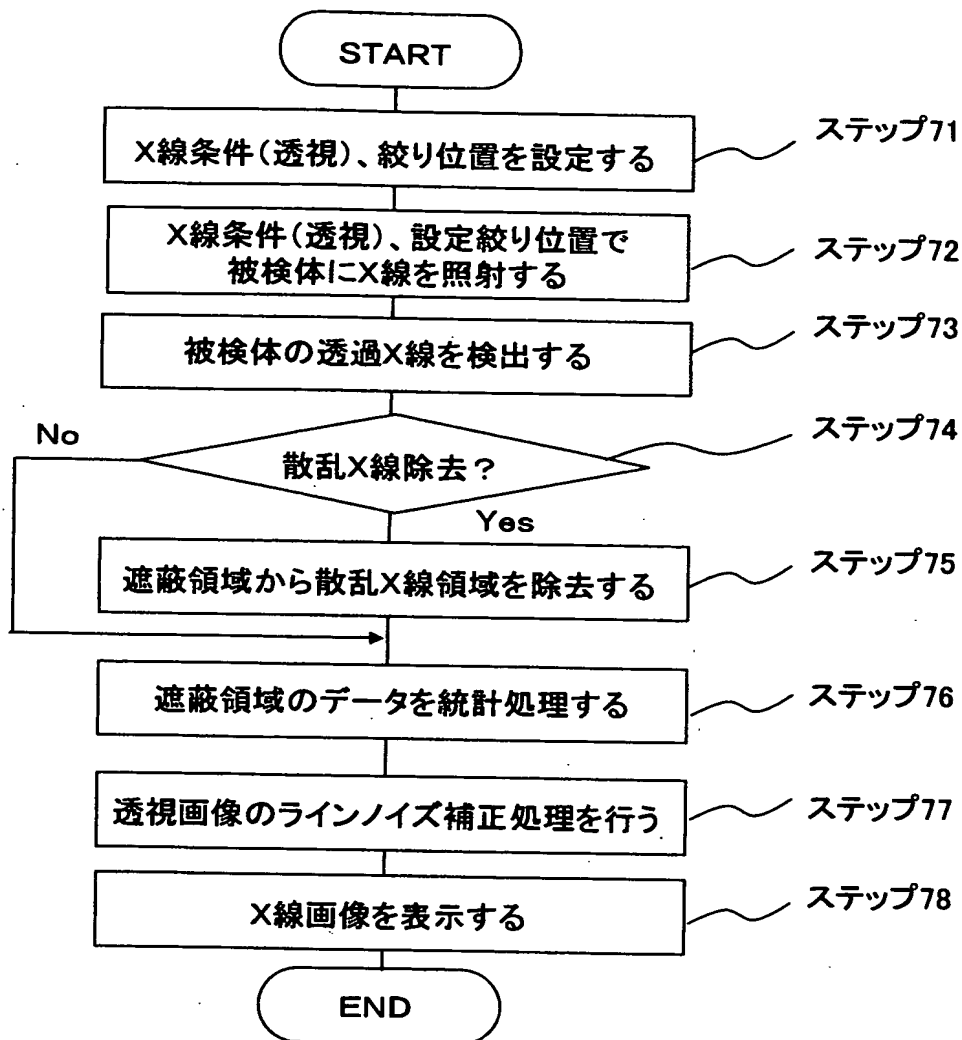 START
X線条件(透視)、絞り位置を設定する
ステップ71
X線条件(透視)、設定絞り位置で
被検体にX線を照射する
ステップ72
被検体の透過X線を検出する
ステップ73
散乱X線除去?
ステップ74
No
Yes
遮蔽領域から散乱X線領域を除去する
ステップ75
遮蔽領域のデータを統計処理する
ステップ76
透視画像のラインノイズ補正処理を行う
ステップ77
X線画像を表示する
ステップ78
END